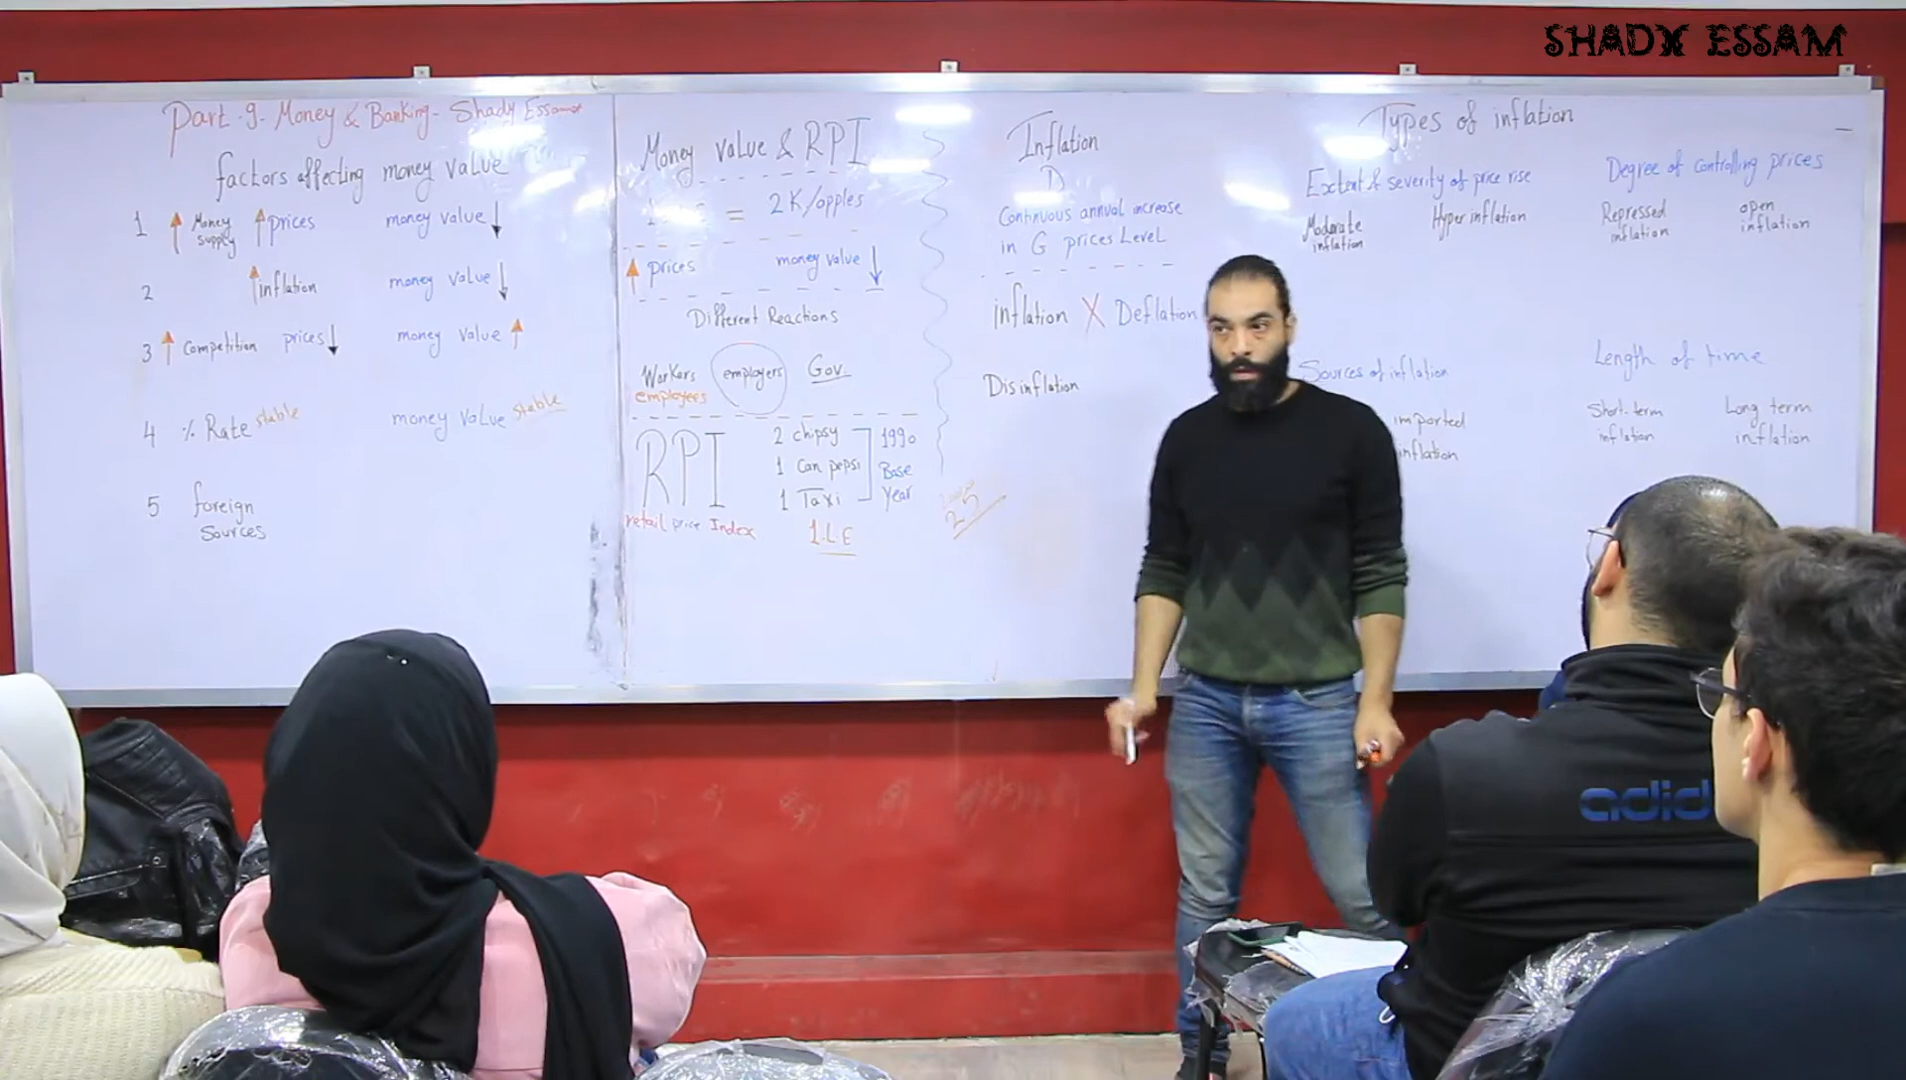 SHADY ESSAM
Part-9-Money & Banking-Shady Essam
factors affecting money value
1 Money supply prices money value
2 inflation money value
3 Competition prices money value
4 % Rate stable money value stable
5 foreign
Sources
Money value & RPI
= 2K/apples
prices money value
Different Reactions
Workers employers Gov.
employees
RPI
retail price Index
2 chipsy
1 Can pepsi
1 Taxi
1990
Base
Year
1.L.E
25
Inflation
Continuous annual increase
in G prices Level
inflation X Deflation
Disinflation
Types of inflation
Extent & severity of price rise
Moderate
inflation
Hyper inflation
Degree of controlling prices
Repressed
inflation
open
inflation
Sources of inflation
imported
inflation
Length of time
Short-term
inflation
Long term
inflation
adid